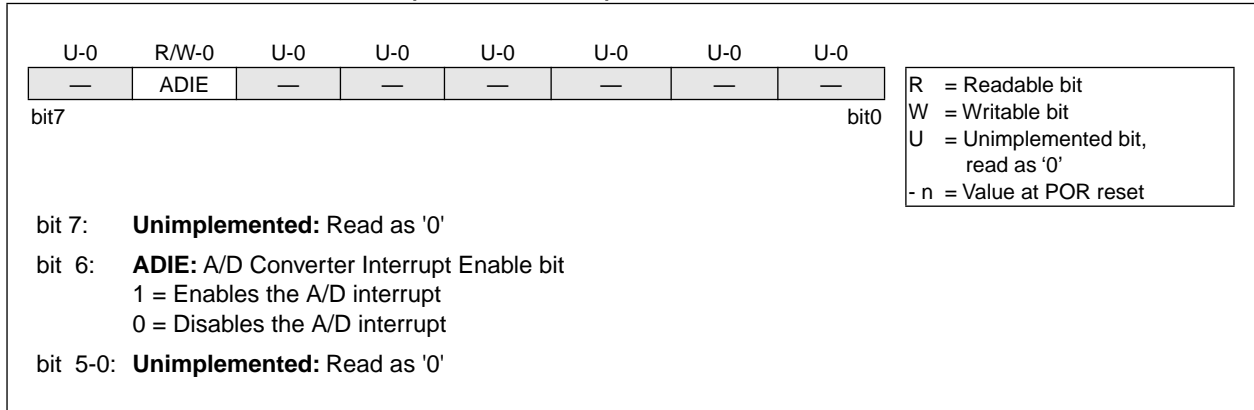 U-0 R/W-0 U-0 U-0 U-0 U-0 U-0 U-0
— ADIE — — — — — —
bit7 bit0
R = Readable bit
W = Writable bit
U = Unimplemented bit,
read as ‘0’
- n = Value at POR reset
bit 7: Unimplemented: Read as '0'
bit 6: ADIE: A/D Converter Interrupt Enable bit
1 = Enables the A/D interrupt
0 = Disables the A/D interrupt
bit 5-0: Unimplemented: Read as '0'